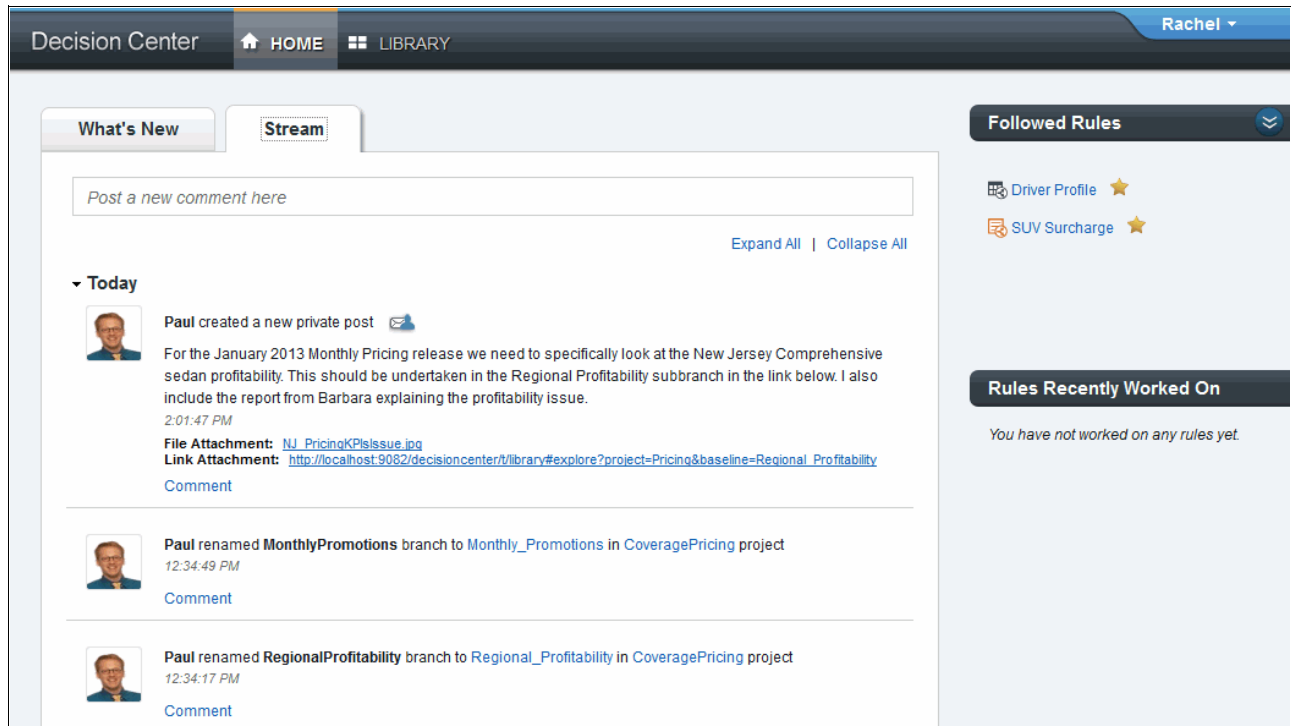 Decision Center
HOME
LIBRARY
Rachel
What's New
Stream
Post a new comment here
Expand All | Collapse All
Today
Paul created a new private post
For the January 2013 Monthly Pricing release we need to specifically look at the New Jersey Comprehensive
sedan profitability. This should be undertaken in the Regional Profitability subbranch in the link below. I also
include the report from Barbara explaining the profitability issue.
2:01:47 PM
File Attachment: NJ_PricingKPIsIssue.jpg
Link Attachment: http://localhost:9082/decisioncenter/t/library#explore?project=Pricing&baseline=Regional_Profitability
Comment
Paul renamed MonthlyPromotions branch to Monthly_Promotions in CoveragePricing project
12:34:49 PM
Comment
Paul renamed RegionalProfitability branch to Regional_Profitability in CoveragePricing project
12:34:17 PM
Comment
Followed Rules
Driver Profile
SUV Surcharge
Rules Recently Worked On
You have not worked on any rules yet.